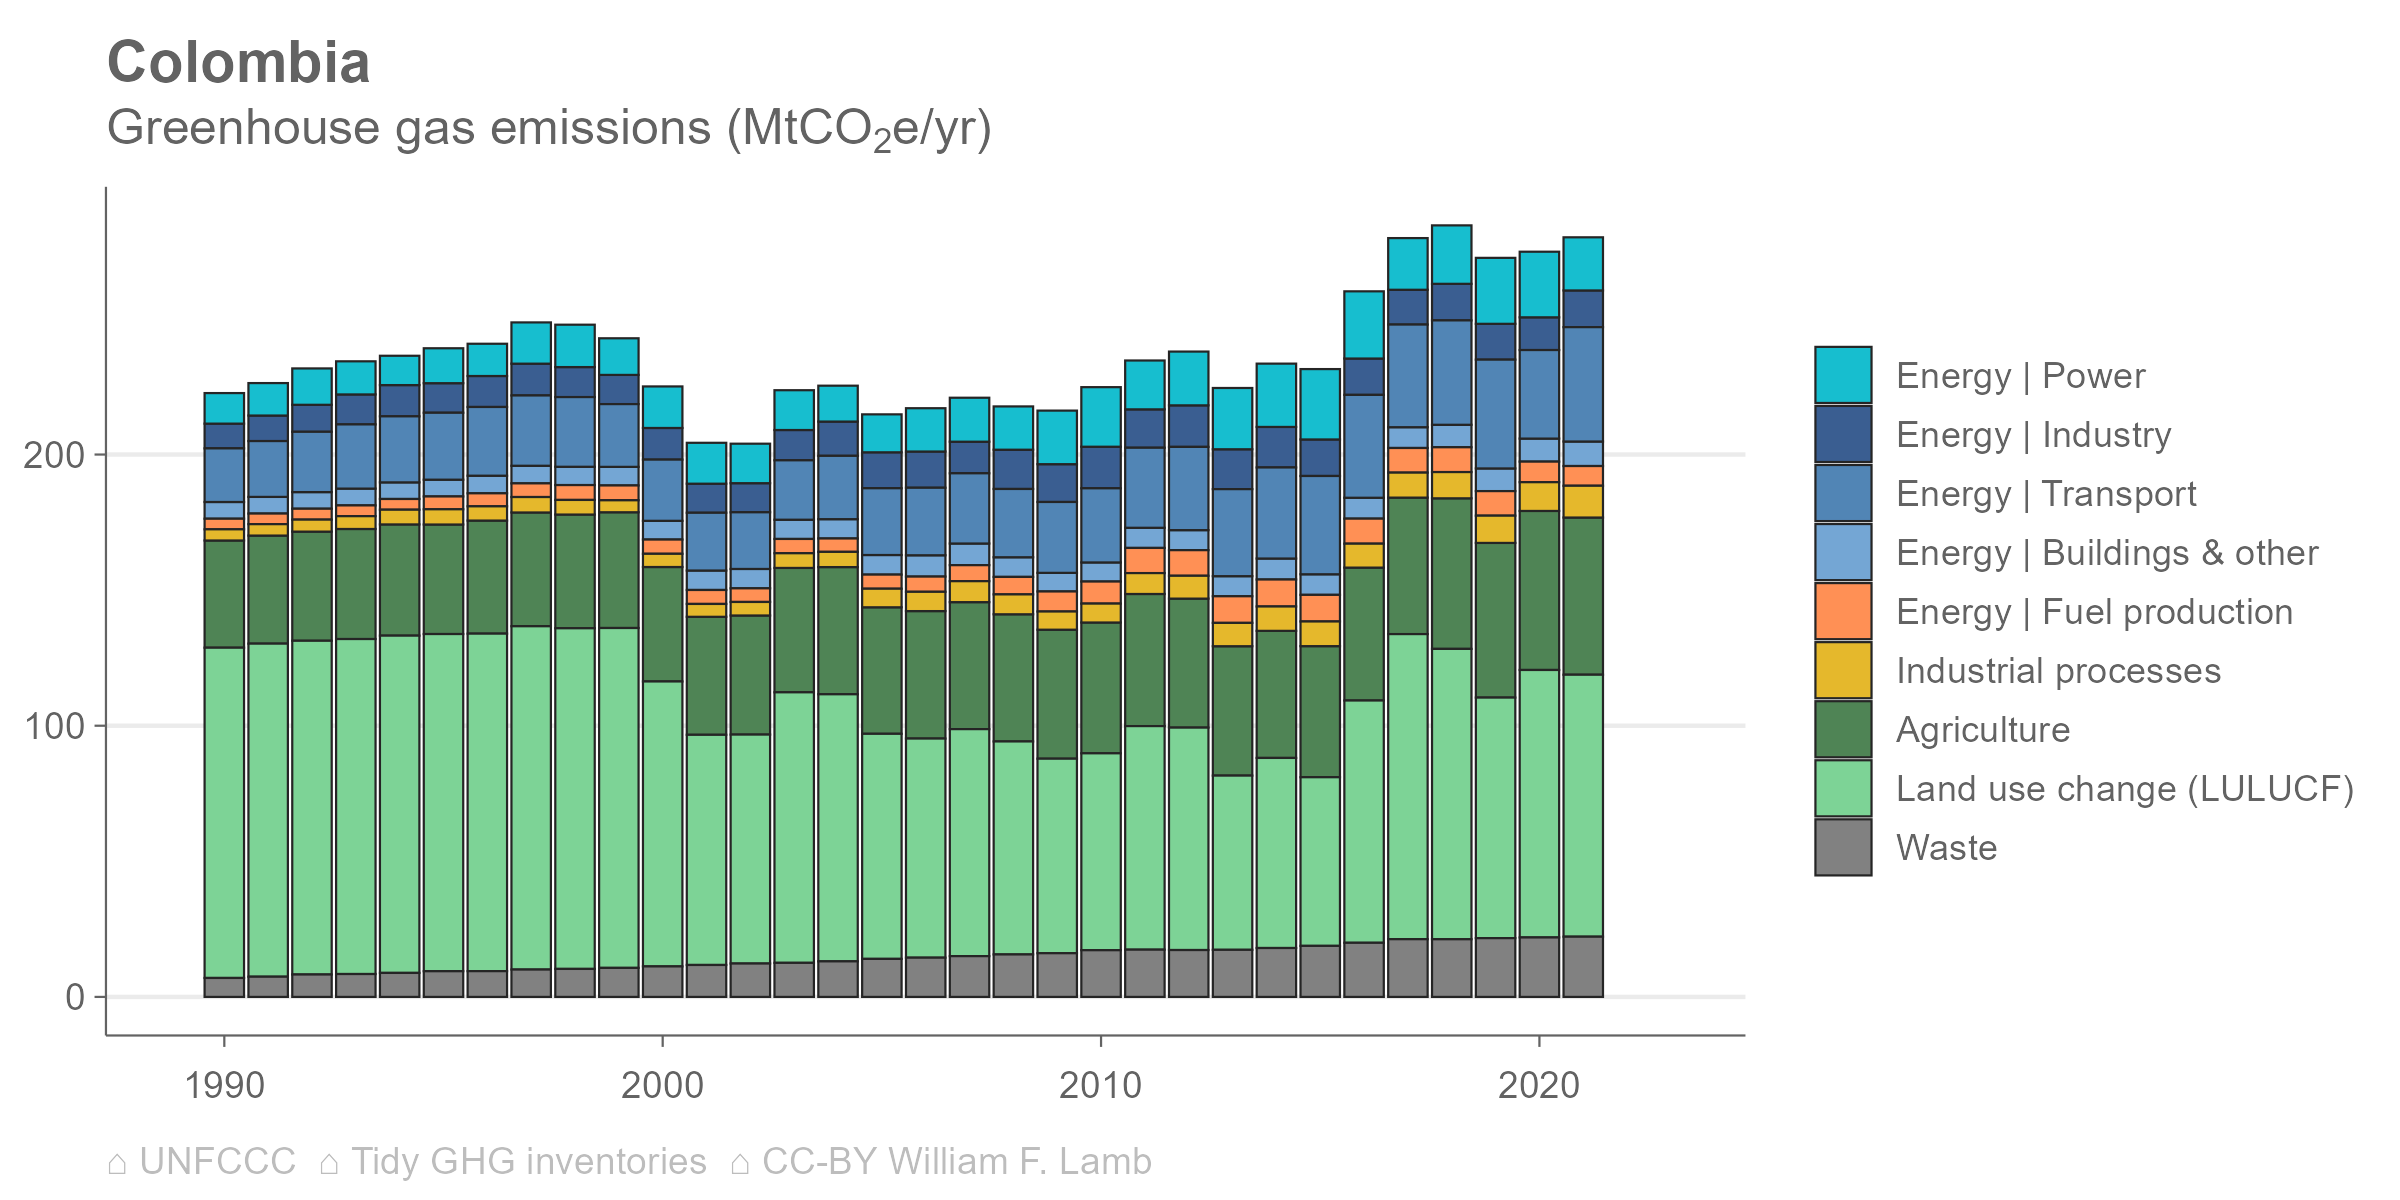 Colombia
Greenhouse gas emissions (MtCO₂e/yr)
200
100
0
1990 2000 2010 2020
Energy | Power
Energy | Industry
Energy | Transport
Energy | Buildings & other
Energy | Fuel production
Industrial processes
Agriculture
Land use change (LULUCF)
Waste
⌂ UNFCCC ⌂ Tidy GHG inventories ⌂ CC-BY William F. Lamb